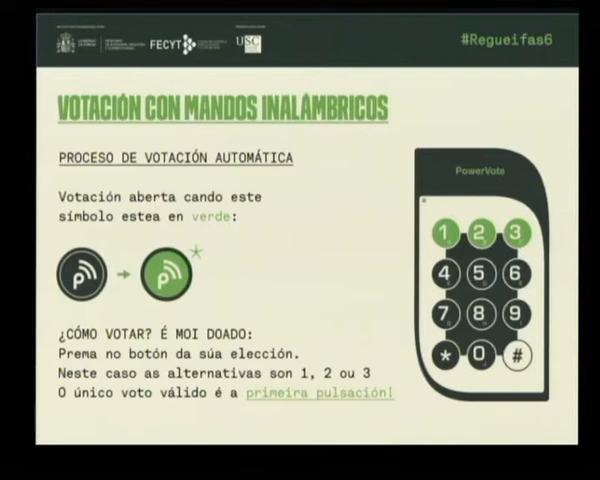 FECYT
USC
#Regueifas6
VOTACIÓN CON MANDOS INALÁMBRICOS
PROCESO DE VOTACIÓN AUTOMÁTICA
Votación aberta cando este
símbolo estea en verde:
¿CÓMO VOTAR? É MOI DOADO:
Prema no botón da súa elección.
Neste caso as alternativas son 1, 2 ou 3
O único voto válido é a primeira pulsación!
PowerVote
1 2 3
4 5 6
7 8 9
* 0 #